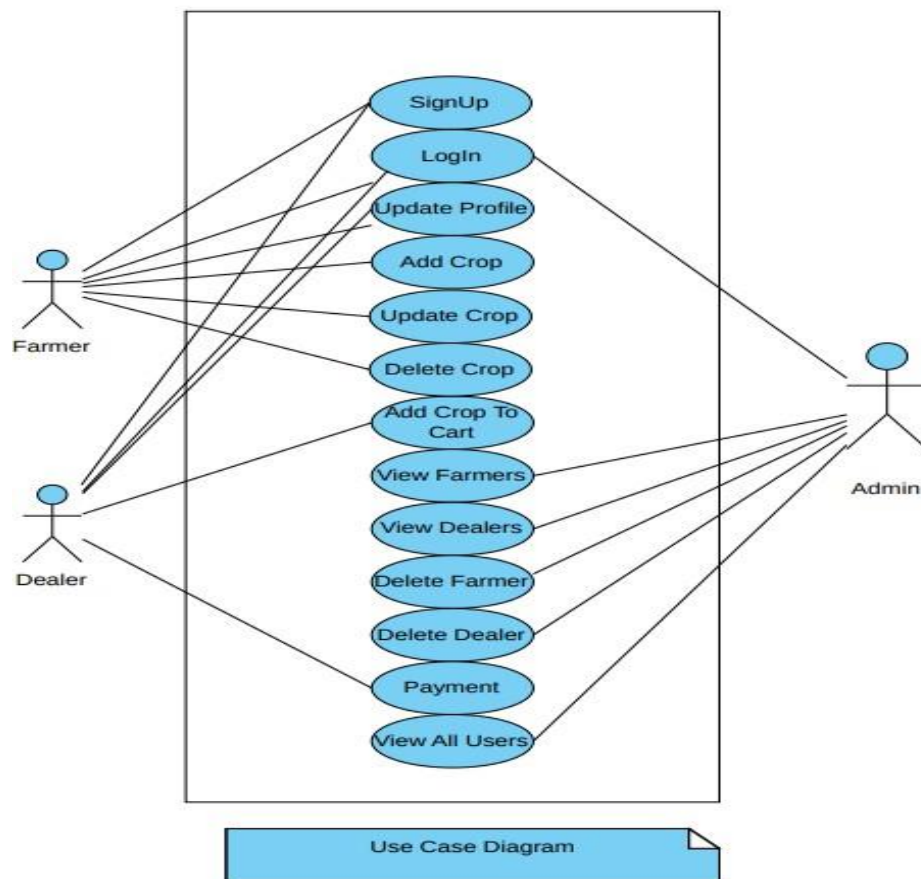 SignUp
LogIn
Update Profile
Add Crop
Update Crop
Farmer
Delete Crop
Add Crop To
Cart
View Farmers
Admin
View Dealers
Dealer
Delete Farmer
Delete Dealer
Payment
View All Users
Use Case Diagram